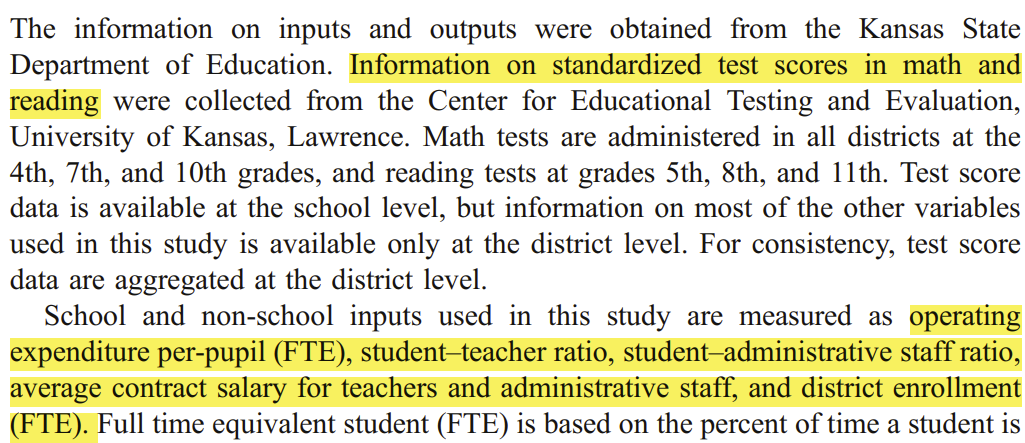 The information on inputs and outputs were obtained from the Kansas State
Department of Education. Information on standardized test scores in math and
reading were collected from the Center for Educational Testing and Evaluation,
University of Kansas, Lawrence. Math tests are administered in all districts at the
4th, 7th, and 10th grades, and reading tests at grades 5th, 8th, and 11th. Test score
data is available at the school level, but information on most of the other variables
used in this study is available only at the district level. For consistency, test score
data are aggregated at the district level.
School and non-school inputs used in this study are measured as operating
expenditure per-pupil (FTE), student–teacher ratio, student–administrative staff ratio,
average contract salary for teachers and administrative staff, and district enrollment
(FTE). Full time equivalent student (FTE) is based on the percent of time a student is